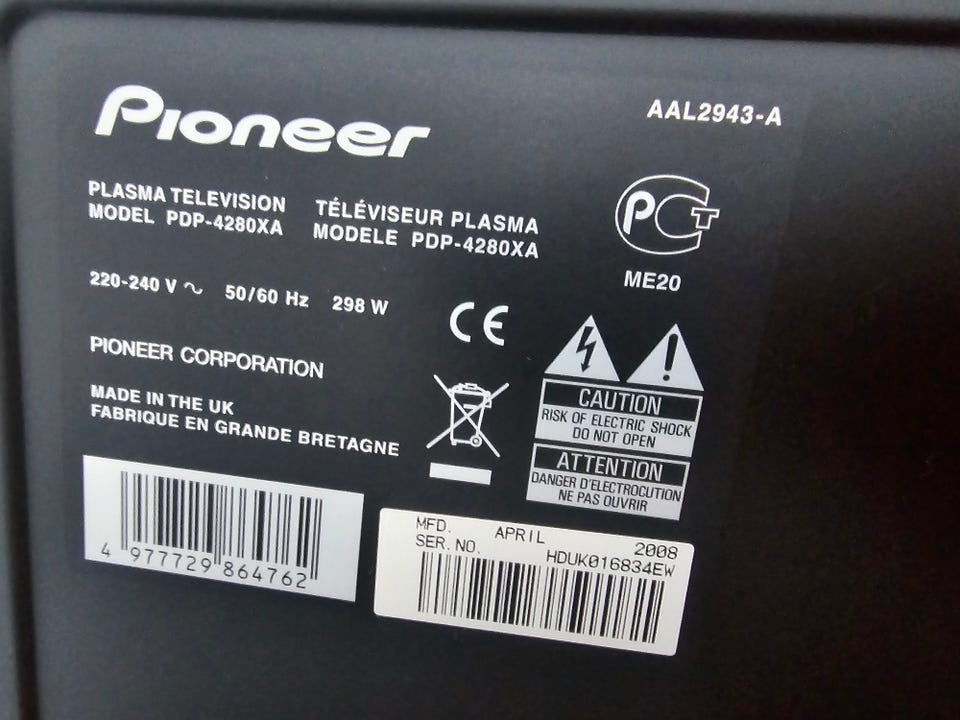 Pioneer
AAL2943-A
PLASMA TELEVISION
MODEL PDP-4280XA
TÉLÉVISEUR PLASMA
MODELE PDP-4280XA
PCT
ME20
220-240 V ~ 50/60 Hz 298 W
CE
PIONEER CORPORATION
MADE IN THE UK
FABRIQUE EN GRANDE BRETAGNE
CAUTION
RISK OF ELECTRIC SHOCK
DO NOT OPEN
ATTENTION
DANGER D'ELECTROCUTION
NE PAS OUVRIR
4 977729 864762
MFD. APRIL 2008
SER. NO. HDUK016834EW